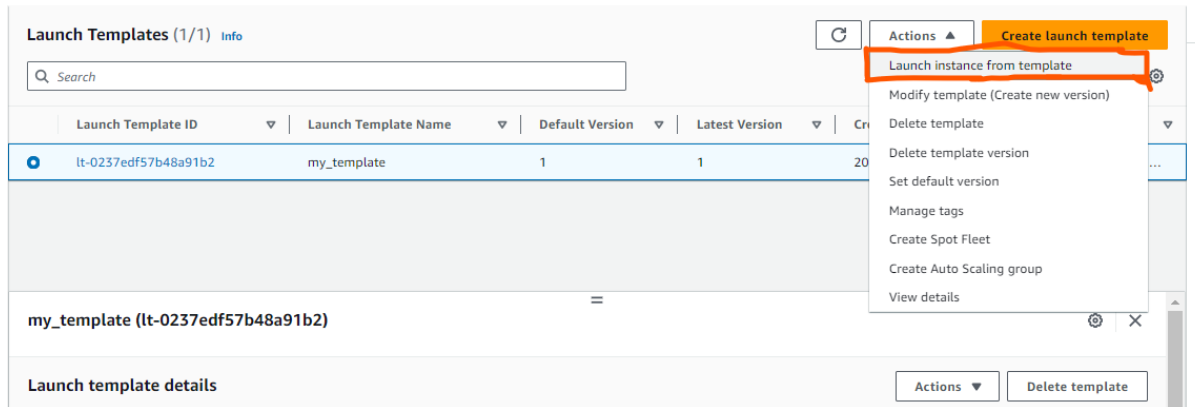 Launch Templates (1/1) Info
Actions ▲
Create launch template
Search
Launch instance from template
Modify template (Create new version)
Delete template
Delete template version
Set default version
Manage tags
Create Spot Fleet
Create Auto Scaling group
View details
Launch Template ID Launch Template Name Default Version Latest Version
lt-0237edf57b48a91b2 my_template 1 1 20 ...
my_template (lt-0237edf57b48a91b2)
Launch template details
Actions ▼
Delete template